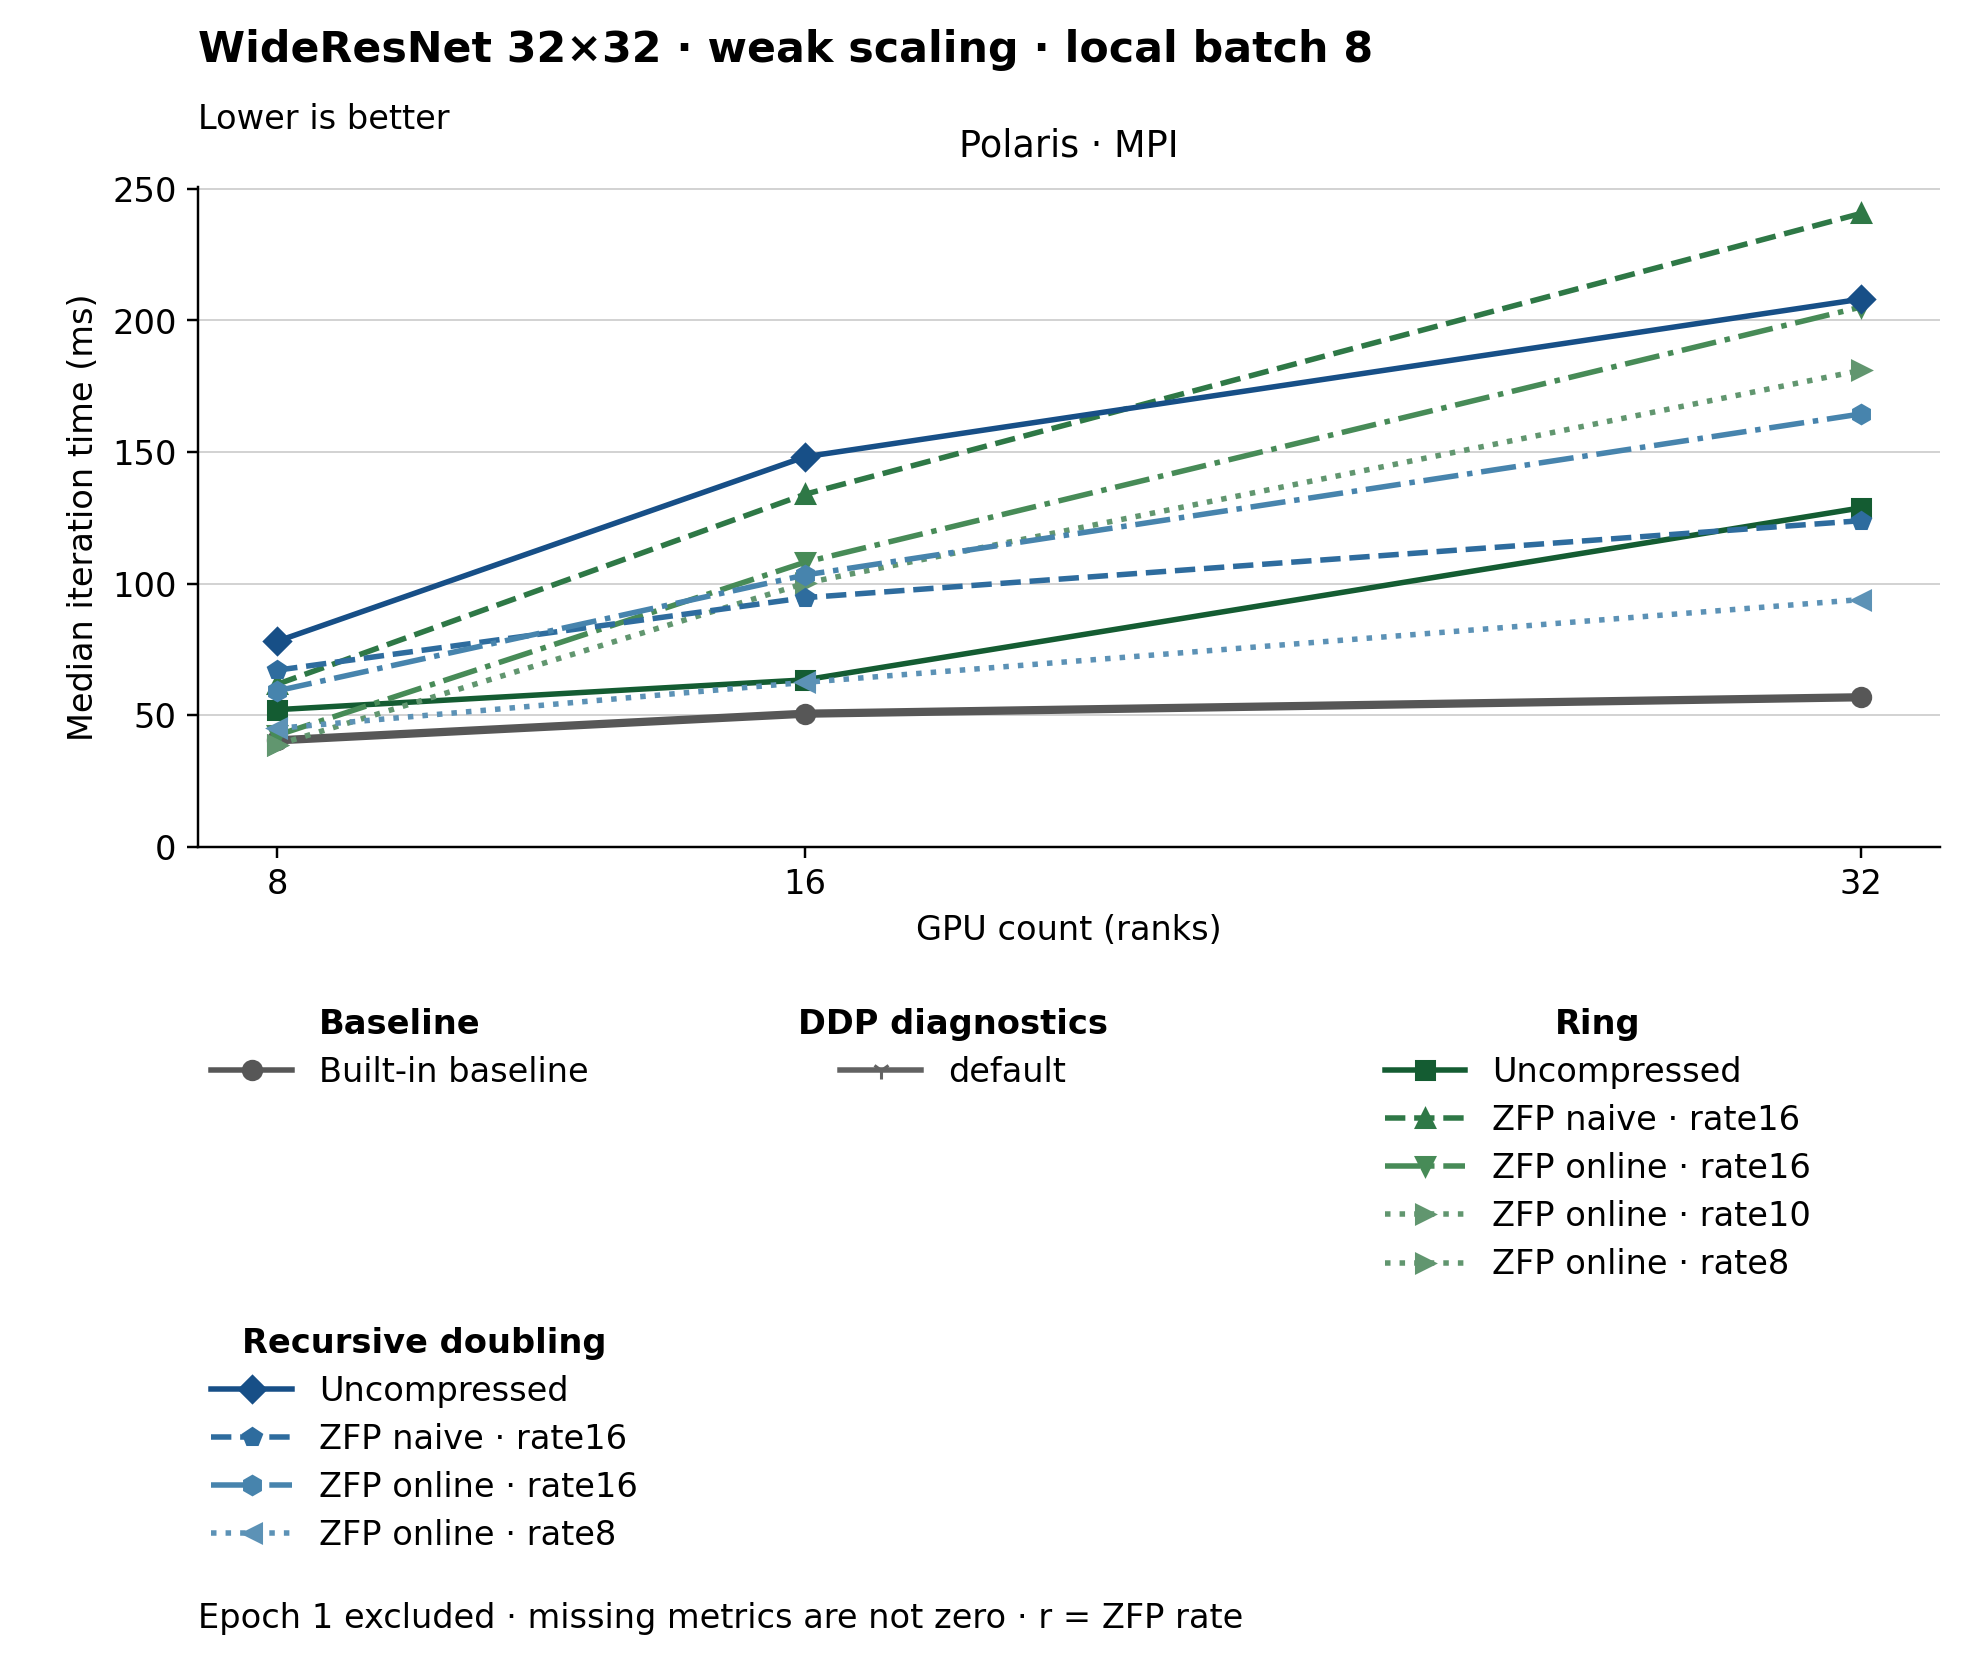 WideResNet 32×32 · weak scaling · local batch 8
Lower is better
Polaris · MPI
Median iteration time (ms)
250
200
150
100
50
0
8 16 32
GPU count (ranks)
Baseline
Built-in baseline
DDP diagnostics
default
Ring
Uncompressed
ZFP naive · rate16
ZFP online · rate16
ZFP online · rate10
ZFP online · rate8
Recursive doubling
Uncompressed
ZFP naive · rate16
ZFP online · rate16
ZFP online · rate8
Epoch 1 excluded · missing metrics are not zero · r = ZFP rate